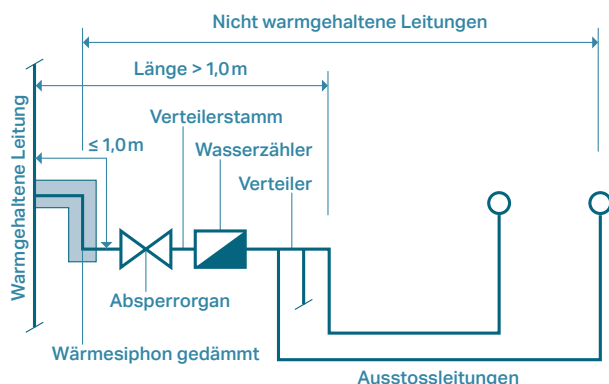 Nicht warmgehaltene Leitungen
Länge > 1,0 m
Warmgehaltene Leitung
Verteilerstamm
≤ 1,0 m
Wasserzähler
Verteiler
Absperrorgan
Wärmesiphon gedämmt
Ausstossleitungen